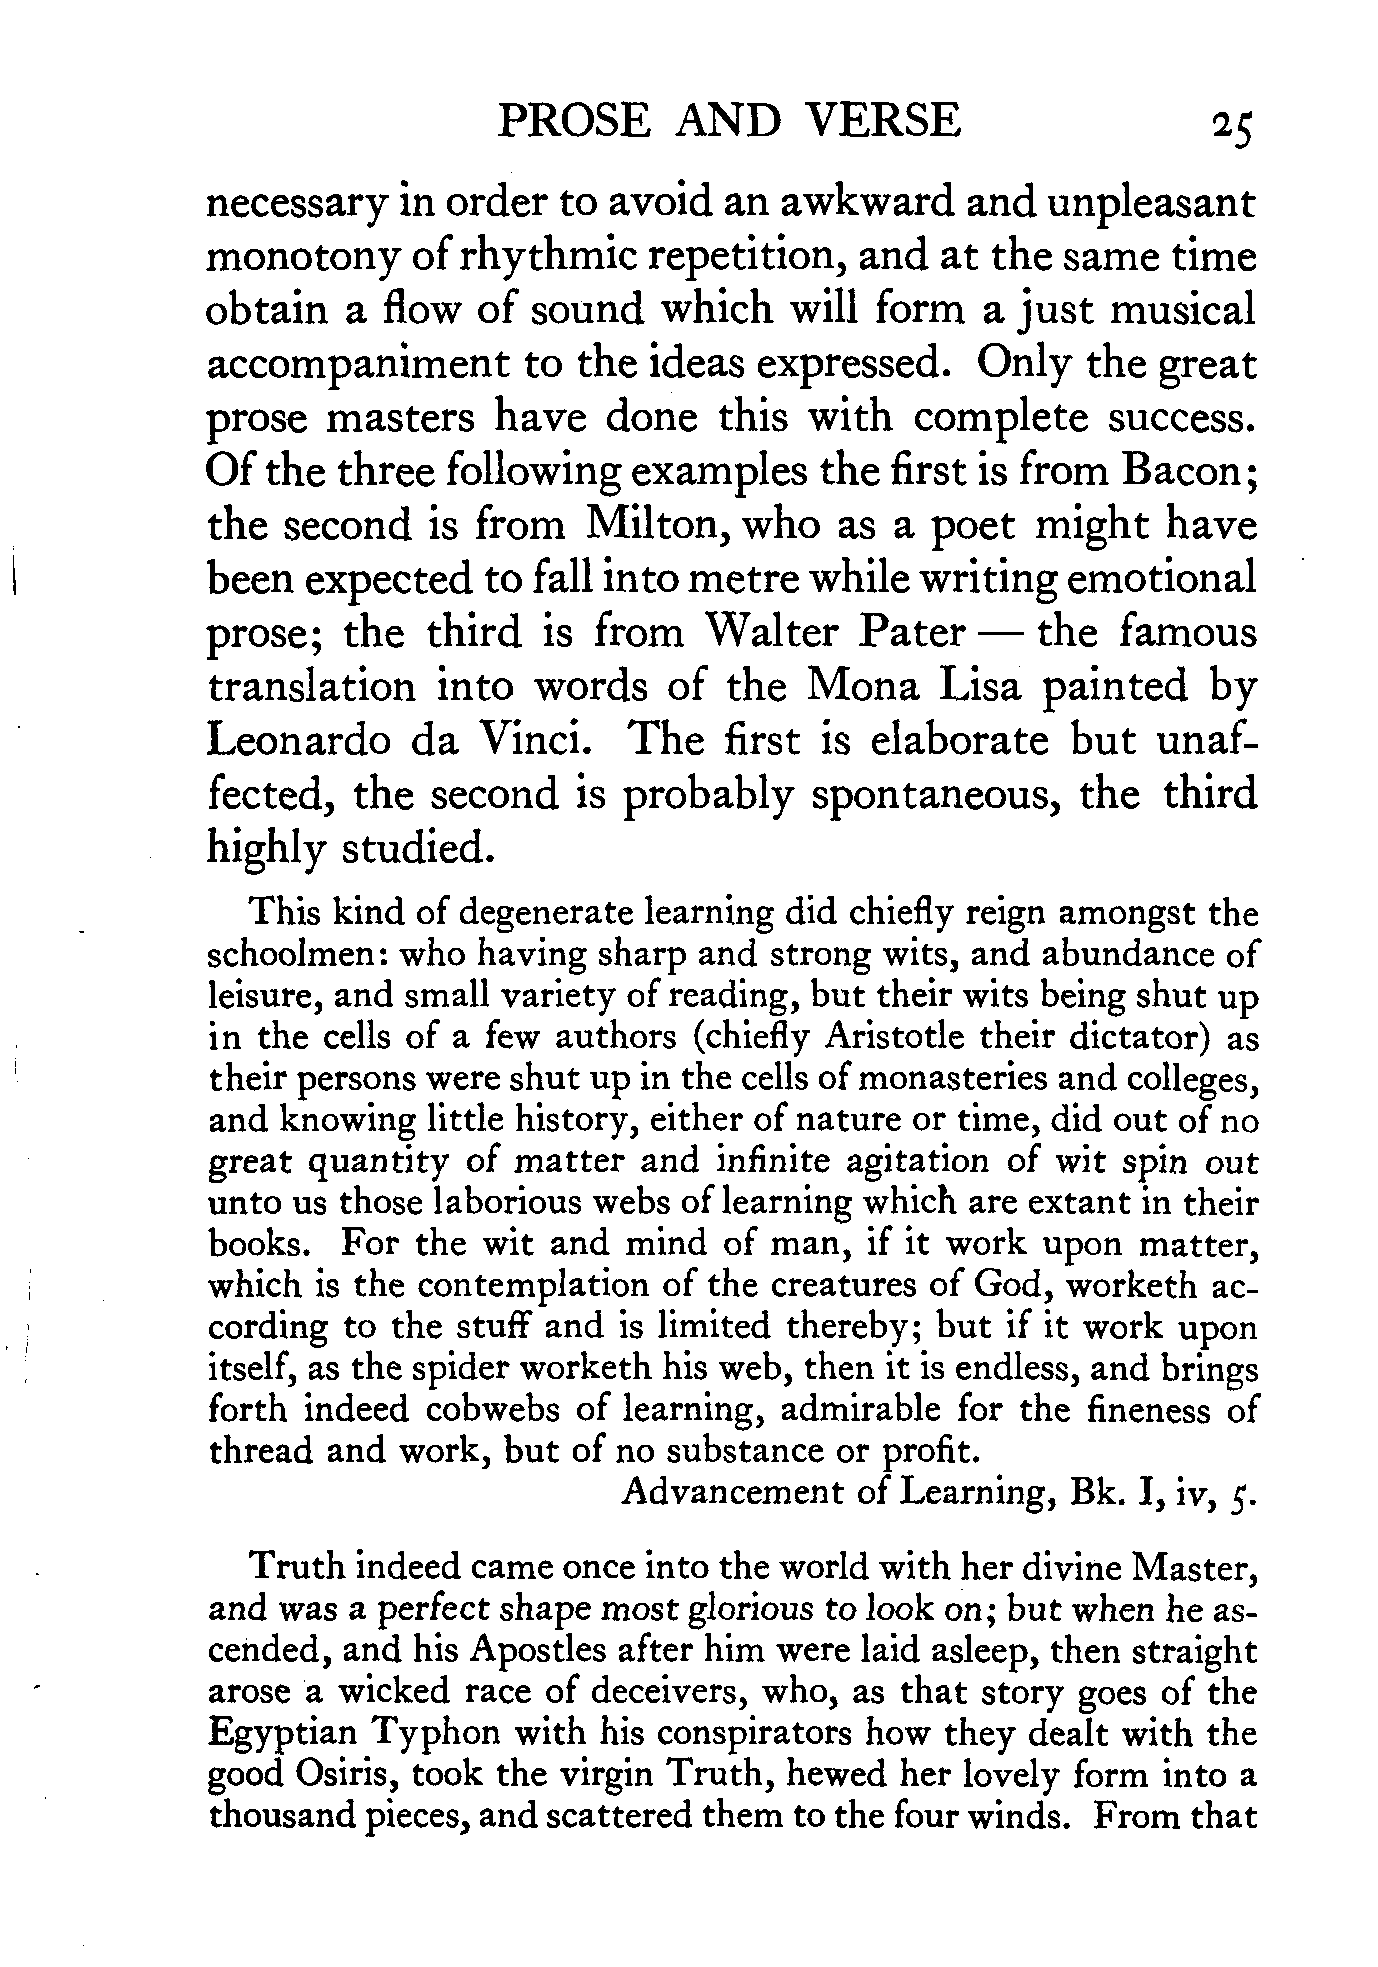 PROSE AND VERSE 25
necessary in order to avoid an awkward and unpleasant
monotony of rhythmic repetition, and at the same time
obtain a flow of sound which will form a just musical
accompaniment to the ideas expressed. Only the great
prose masters have done this with complete success.
Of the three following examples the first is from Bacon;
the second is from Milton, who as a poet might have
been expected to fall into metre while writing emotional
prose; the third is from Walter Pater — the famous
translation into words of the Mona Lisa painted by
Leonardo da Vinci. The first is elaborate but unaf-
fected, the second is probably spontaneous, the third
highly studied.
This kind of degenerate learning did chiefly reign amongst the
schoolmen: who having sharp and strong wits, and abundance of
leisure, and small variety of reading, but their wits being shut up
in the cells of a few authors (chiefly Aristotle their dictator) as
their persons were shut up in the cells of monasteries and colleges,
and knowing little history, either of nature or time, did out of no
great quantity of matter and infinite agitation of wit spin out
unto us those laborious webs of learning which are extant in their
books. For the wit and mind of man, if it work upon matter,
which is the contemplation of the creatures of God, worketh ac-
cording to the stuff and is limited thereby; but if it work upon
itself, as the spider worketh his web, then it is endless, and brings
forth indeed cobwebs of learning, admirable for the fineness of
thread and work, but of no substance or profit.
Advancement of Learning, Bk. I, iv, 5.
Truth indeed came once into the world with her divine Master,
and was a perfect shape most glorious to look on; but when he as-
cended, and his Apostles after him were laid asleep, then straight
arose a wicked race of deceivers, who, as that story goes of the
Egyptian Typhon with his conspirators how they dealt with the
good Osiris, took the virgin Truth, hewed her lovely form into a
thousand pieces, and scattered them to the four winds. From that